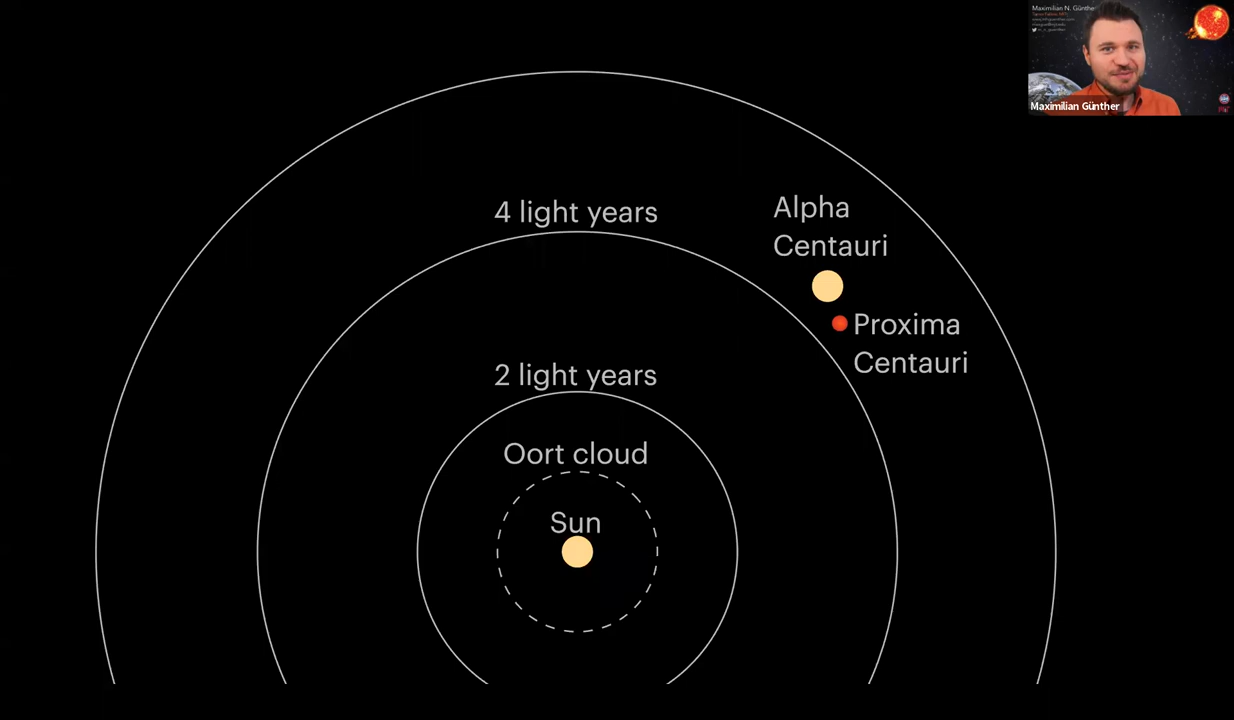 Maximilian N. Günther
Maximilian Günther
4 light years
Alpha
Centauri
Proxima
Centauri
2 light years
Oort cloud
Sun